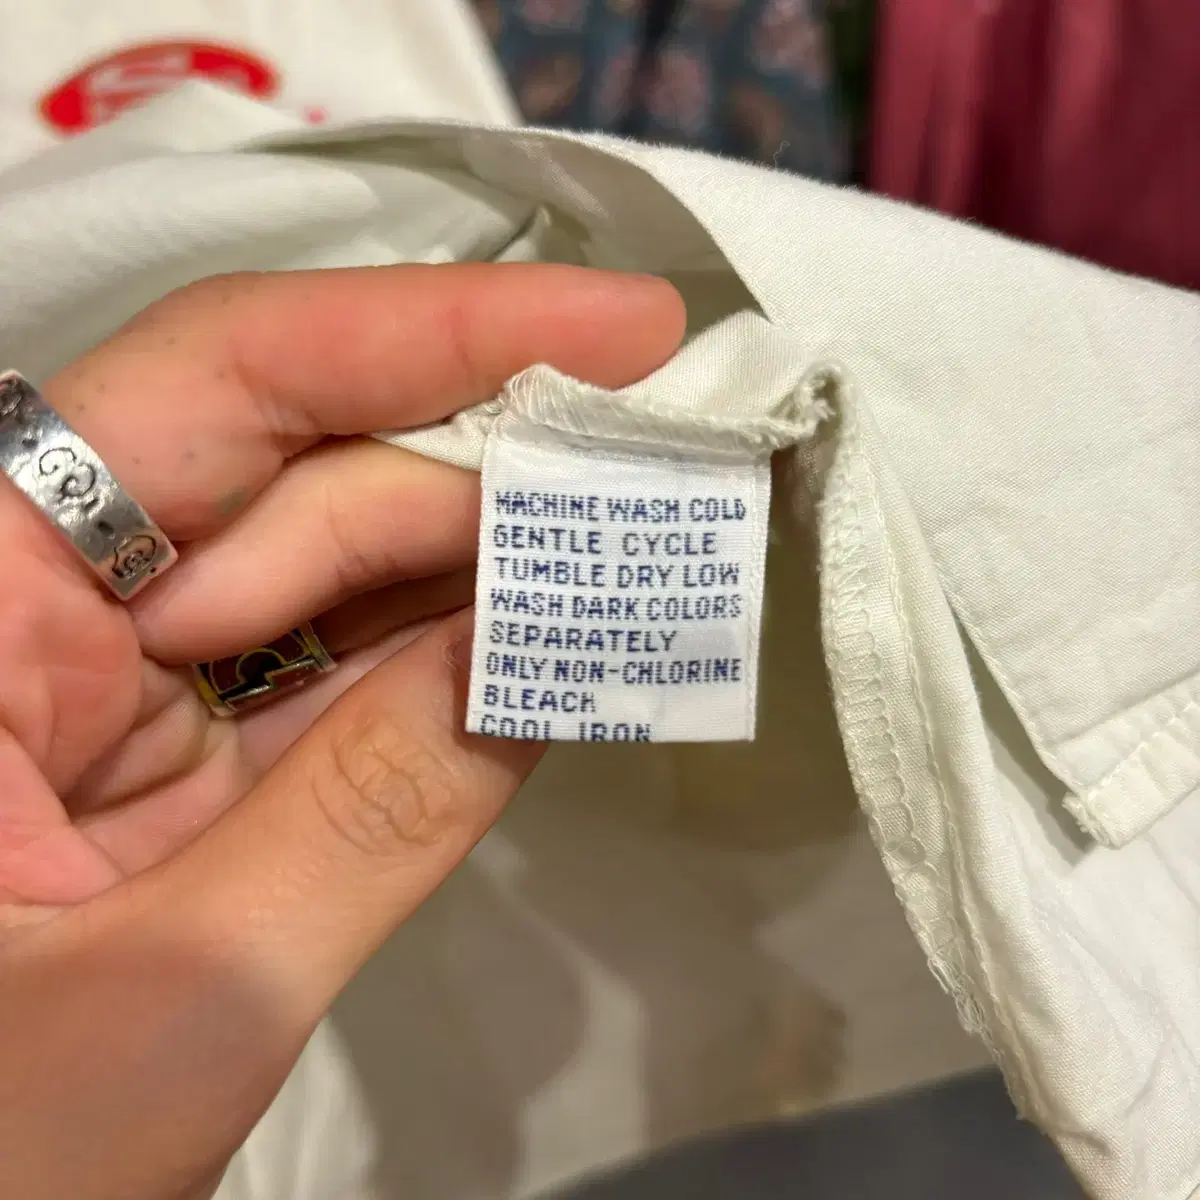 MACHINE WASH COLD
GENTLE CYCLE
TUMBLE DRY LOW
WASH DARK COLORS
SEPARATELY
ONLY NON-CHLORINE
BLEACH
COOL IRON